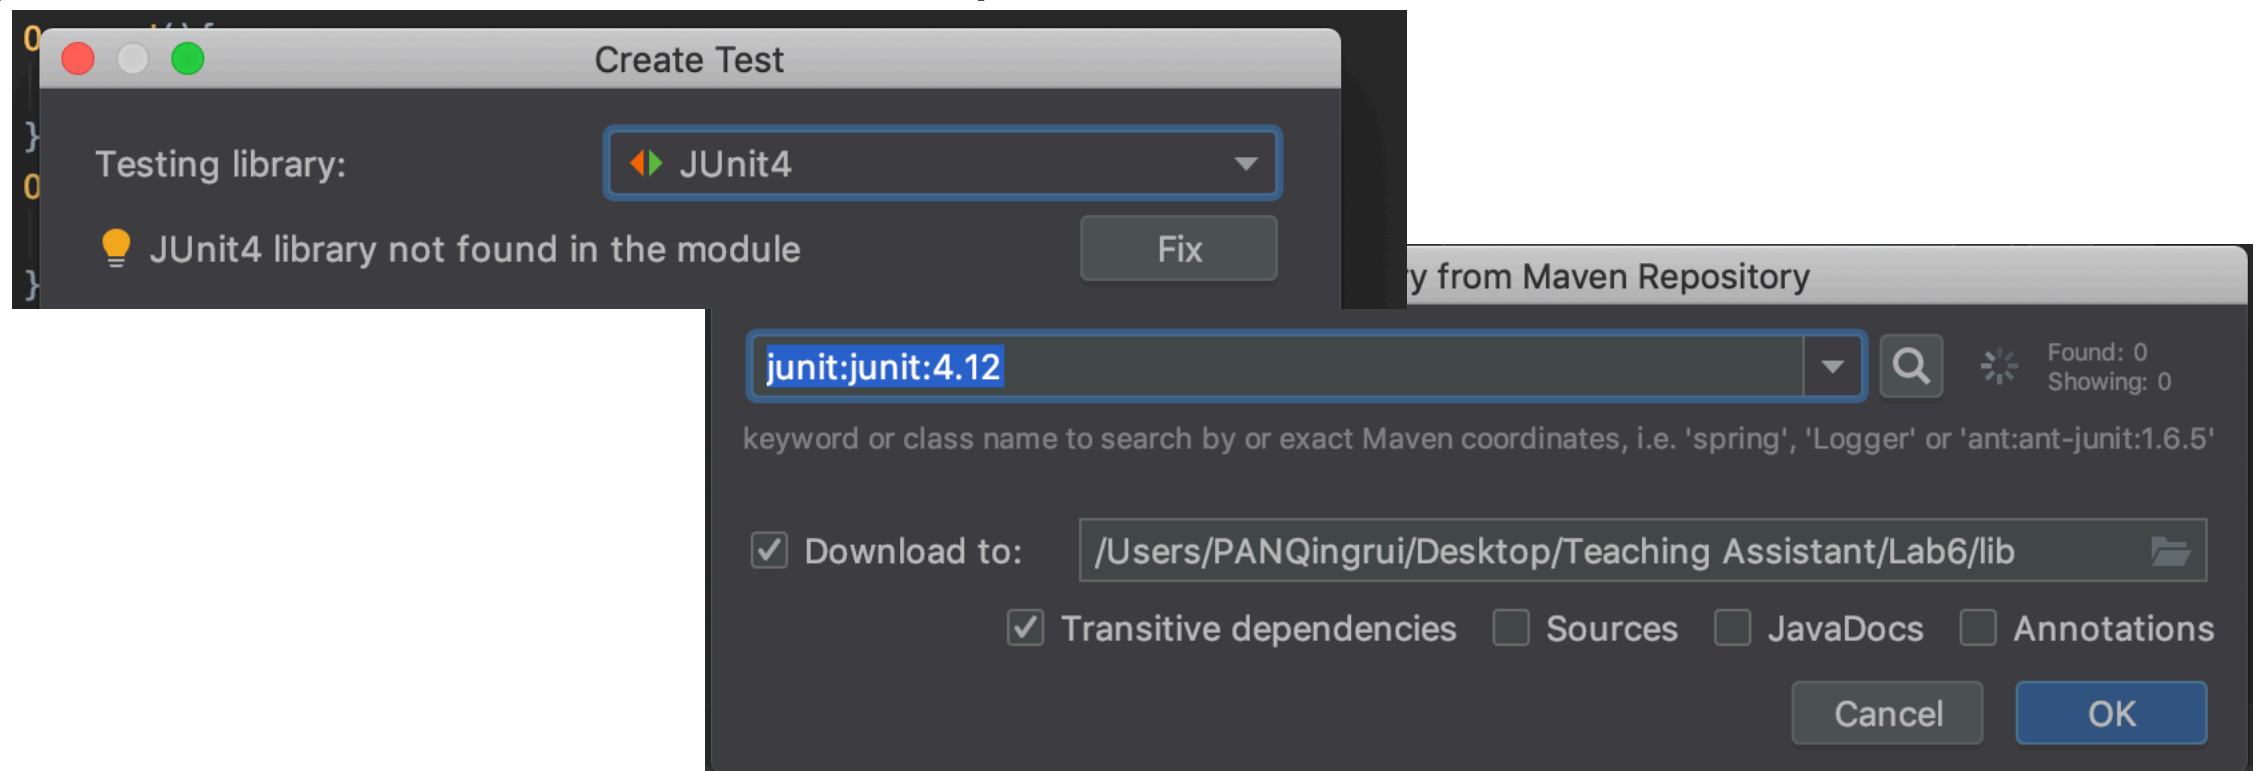 Create Test
Testing library:
JUnit4
JUnit4 library not found in the module
Fix
y from Maven Repository
junit:junit:4.12
Found: 0
Showing: 0
keyword or class name to search by or exact Maven coordinates, i.e. 'spring', 'Logger' or 'ant:ant-junit:1.6.5'
Download to:
/Users/PANQingrui/Desktop/Teaching Assistant/Lab6/lib
Transitive dependencies
Sources
JavaDocs
Annotations
Cancel
OK